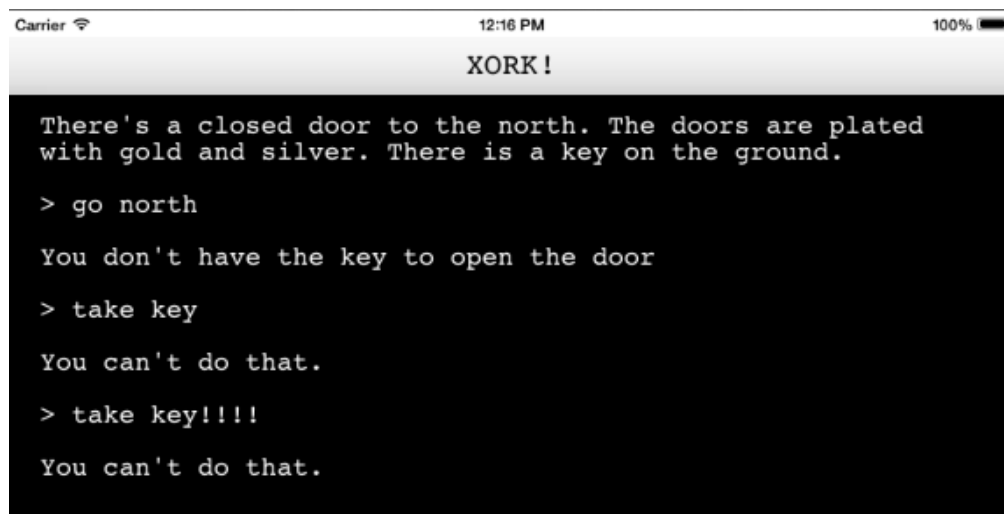 Carrier 12:16 PM 100%
XORK!
There's a closed door to the north. The doors are plated
with gold and silver. There is a key on the ground.
> go north
You don't have the key to open the door
> take key
You can't do that.
> take key!!!!
You can't do that.